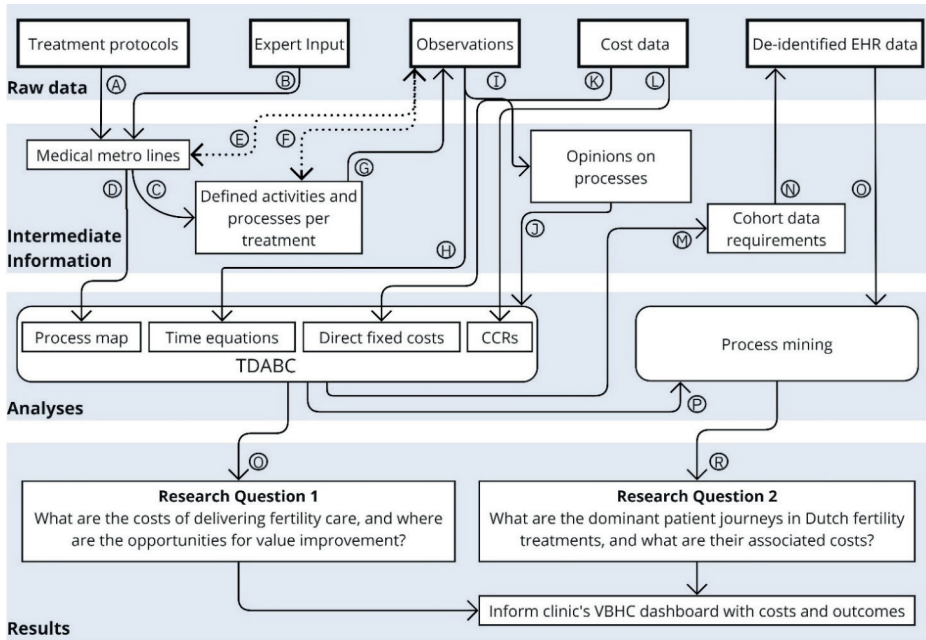 Treatment protocols
Expert Input
Observations
Cost data
De-identified EHR data
Ⓐ
Ⓑ
Ⓘ
Ⓚ
Ⓛ
Raw data
Ⓔ
Ⓕ
Medical metro lines
Ⓖ
Opinions on
processes
Ⓓ
Ⓒ
Defined activities and
processes per
treatment
Ⓝ
Ⓞ
Ⓙ
Ⓜ
Cohort data
requirements
Ⓗ
Intermediate
Information
Process map
Time equations
Direct fixed costs
CCRs
TDABC
Process mining
Ⓟ
Analyses
Ⓞ
Ⓡ
Research Question 1
What are the costs of delivering fertility care, and where
are the opportunities for value improvement?
Research Question 2
What are the dominant patient journeys in Dutch fertility
treatments, and what are their associated costs?
Inform clinic's VBHC dashboard with costs and outcomes
Results